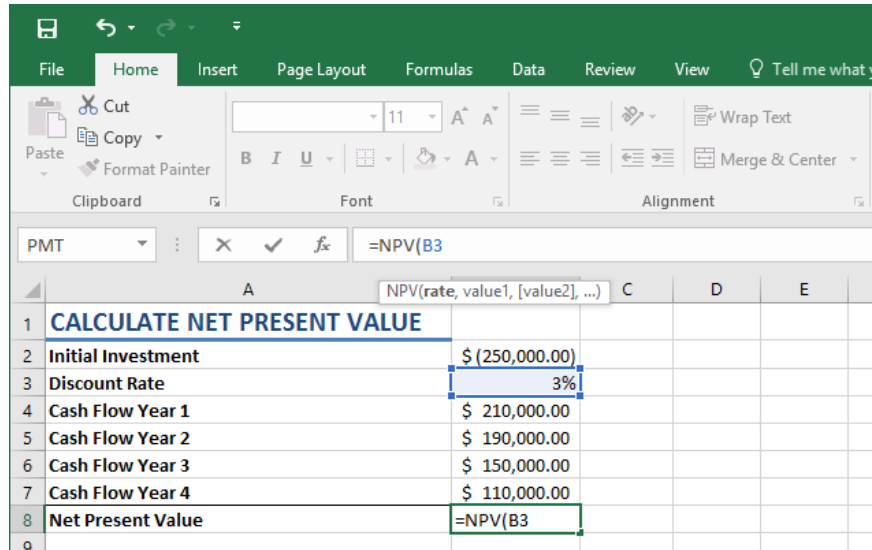 File Home Insert Page Layout Formulas Data Review View Tell me what
Cut
Copy
Paste
Format Painter
11 A A Wrap Text
B I U A Merge & Center
Clipboard Font Alignment
PMT fx =NPV(B3
NPV(rate, value1, [value2], ...)
A C D E
1 CALCULATE NET PRESENT VALUE
2 Initial Investment $ (250,000.00)
3 Discount Rate 3%
4 Cash Flow Year 1 $ 210,000.00
5 Cash Flow Year 2 $ 190,000.00
6 Cash Flow Year 3 $ 150,000.00
7 Cash Flow Year 4 $ 110,000.00
8 Net Present Value =NPV(B3
9